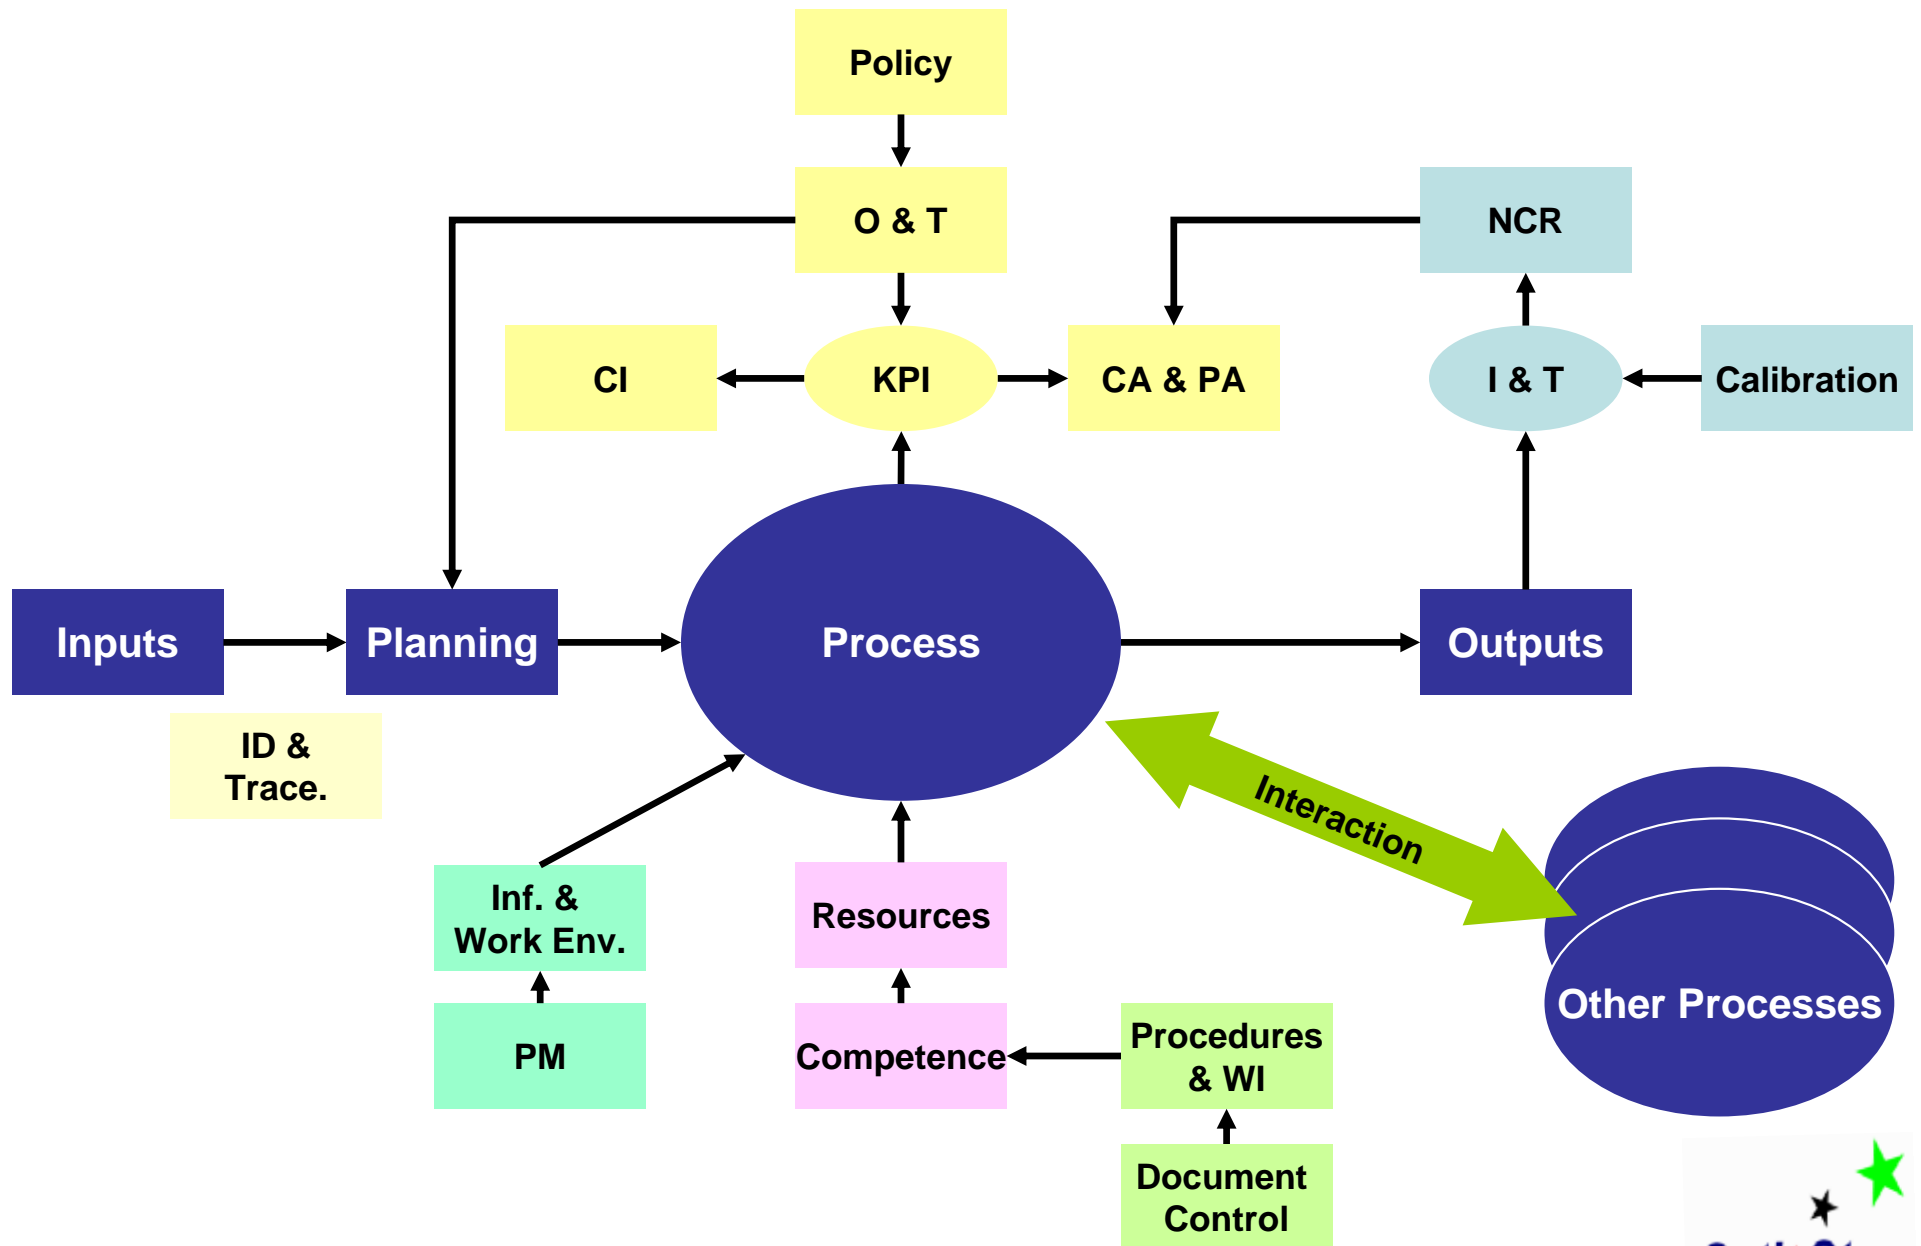 Policy
O & T
NCR
CI
KPI
CA & PA
I & T
Calibration
Inputs
Planning
Process
Outputs
ID &
Trace.
Interaction
Inf. &
Work Env.
Resources
Other Processes
PM
Competence
Procedures
& WI
Document
Control